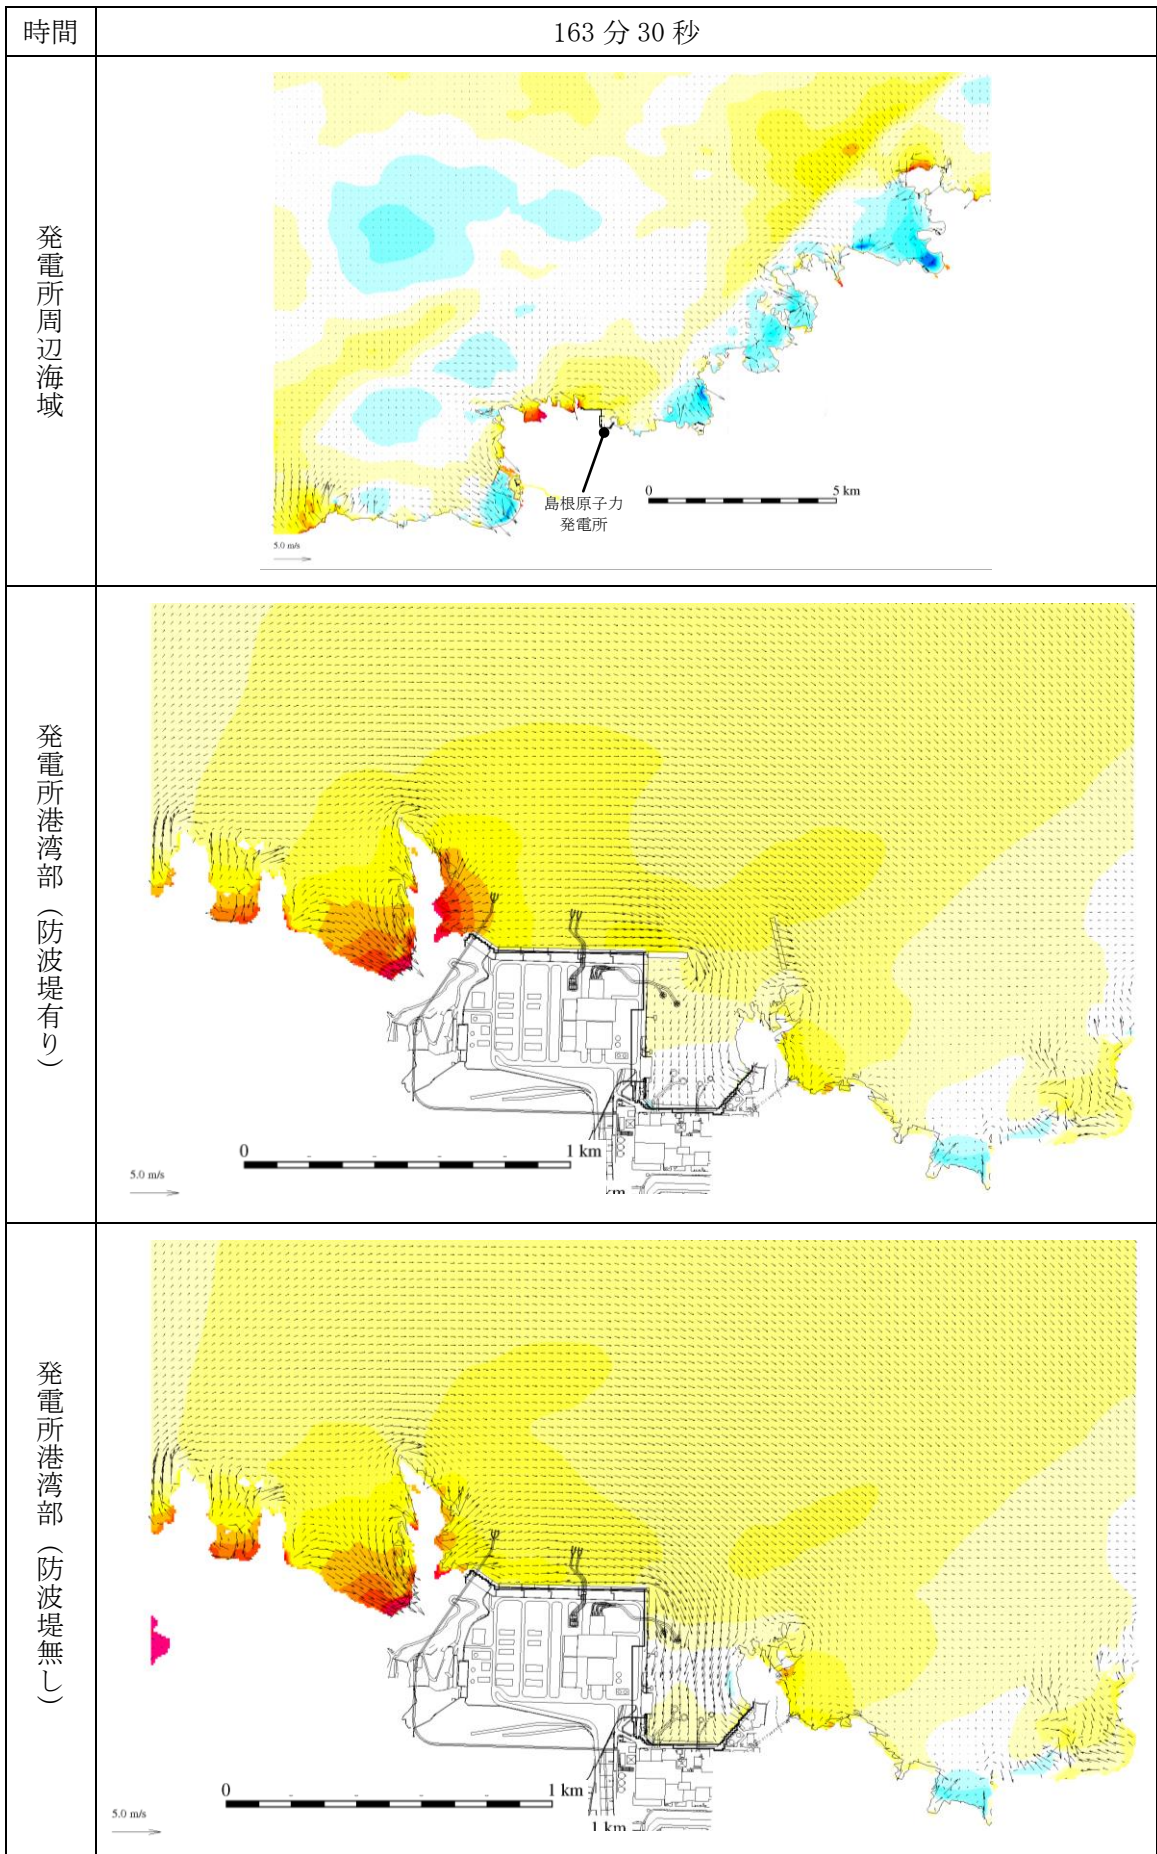 時間
163 分 30 秒
発電所周辺海域
島根原子力
発電所
0 5 km
5.0 m/s
発電所港湾部（防波堤有り）
0 1 km
5.0 m/s
km
発電所港湾部（防波堤無し）
0 1 km
5.0 m/s
1 km